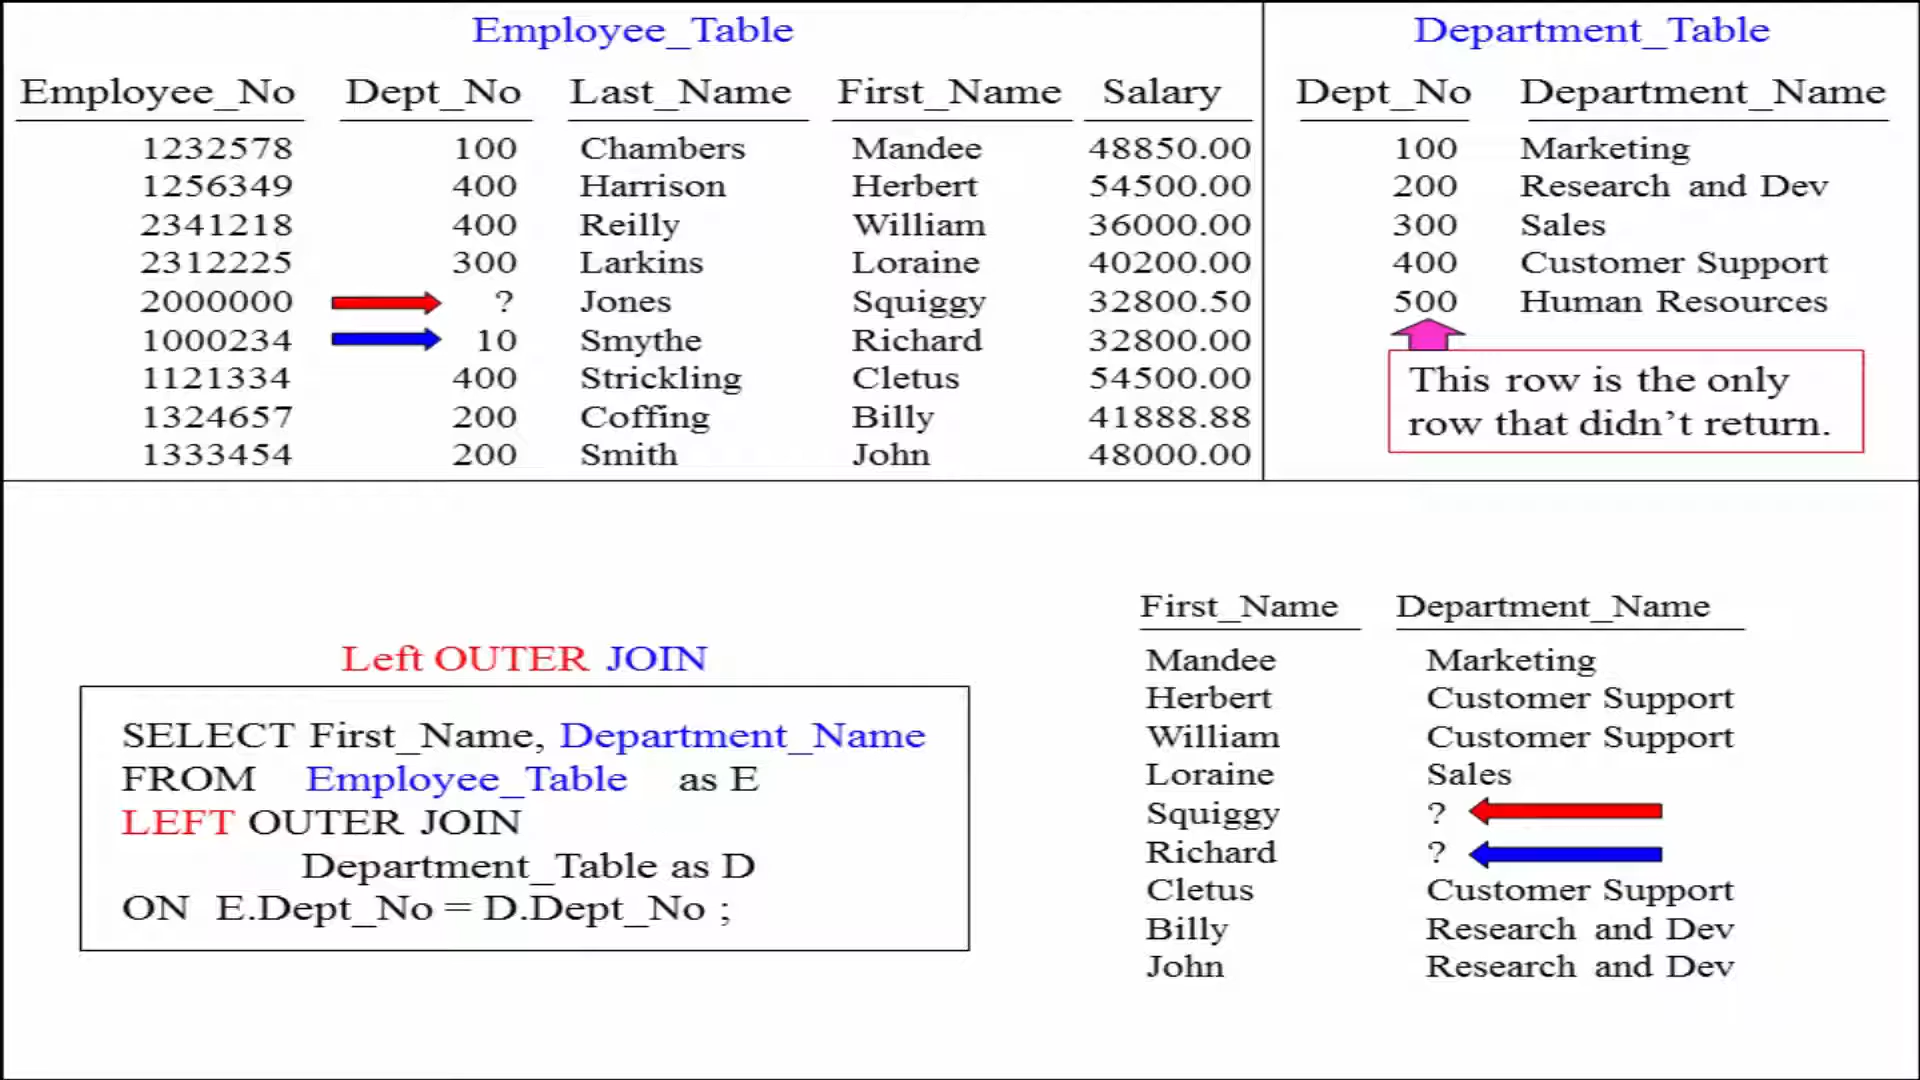 Employee_Table
Employee_No Dept_No Last_Name First_Name Salary
1232578 100 Chambers Mandee 48850.00
1256349 400 Harrison Herbert 54500.00
2341218 400 Reilly William 36000.00
2312225 300 Larkins Loraine 40200.00
2000000 ? Jones Squiggy 32800.50
1000234 10 Smythe Richard 32800.00
1121334 400 Strickling Cletus 54500.00
1324657 200 Coffing Billy 41888.88
1333454 200 Smith John 48000.00
Department_Table
Dept_No Department_Name
100 Marketing
200 Research and Dev
300 Sales
400 Customer Support
500 Human Resources
This row is the only
row that didn’t return.
Left OUTER JOIN
SELECT First_Name, Department_Name
FROM Employee_Table as E
LEFT OUTER JOIN
Department_Table as D
ON E.Dept_No = D.Dept_No ;
First_Name Department_Name
Mandee Marketing
Herbert Customer Support
William Customer Support
Loraine Sales
Squiggy ?
Richard ?
Cletus Customer Support
Billy Research and Dev
John Research and Dev